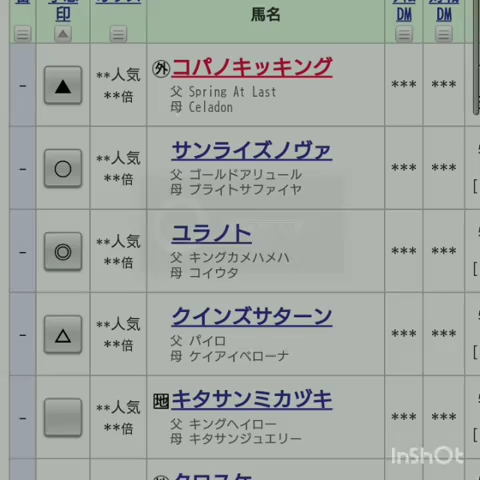 印
馬名
DM
DM
-
▲
**人気
**倍
外 コパノキッキング
父 Spring At Last
母 Celadon
***
***
-
○
**人気
**倍
サンライズノヴァ
父 ゴールドアリュール
母 ブライトサファイヤ
***
***
[
-
◎
**人気
**倍
ユラノト
父 キングカメハメハ
母 コイウタ
***
***
[
-
△
**人気
**倍
クインズサターン
父 パイロ
母 ケイアイベローナ
***
***
[
-
**人気
**倍
地 キタサンミカヅキ
父 キングヘイロー
母 キタサンジュエリー
***
***
[
InShOt